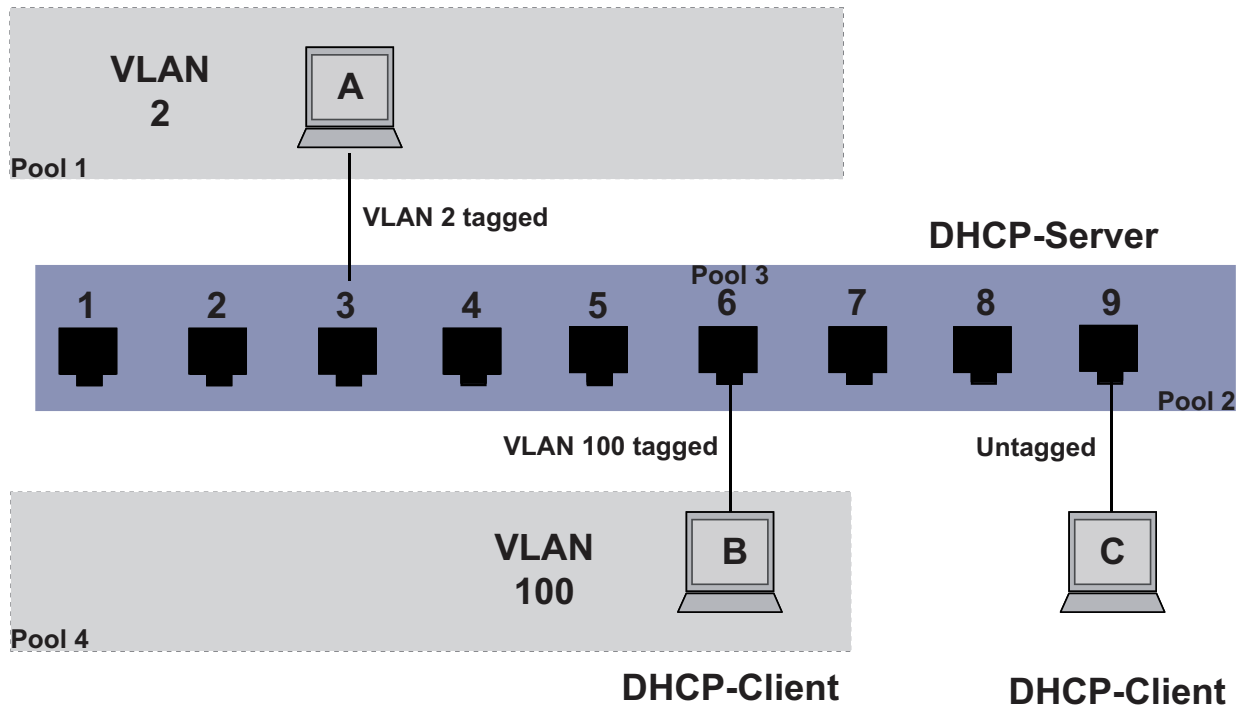 VLAN
2
A
Pool 1
VLAN 2 tagged
DHCP-Server
Pool 3
1 2 3 4 5 6 7 8 9
Pool 2
VLAN 100 tagged
Untagged
VLAN
100
B
C
Pool 4
DHCP-Client
DHCP-Client